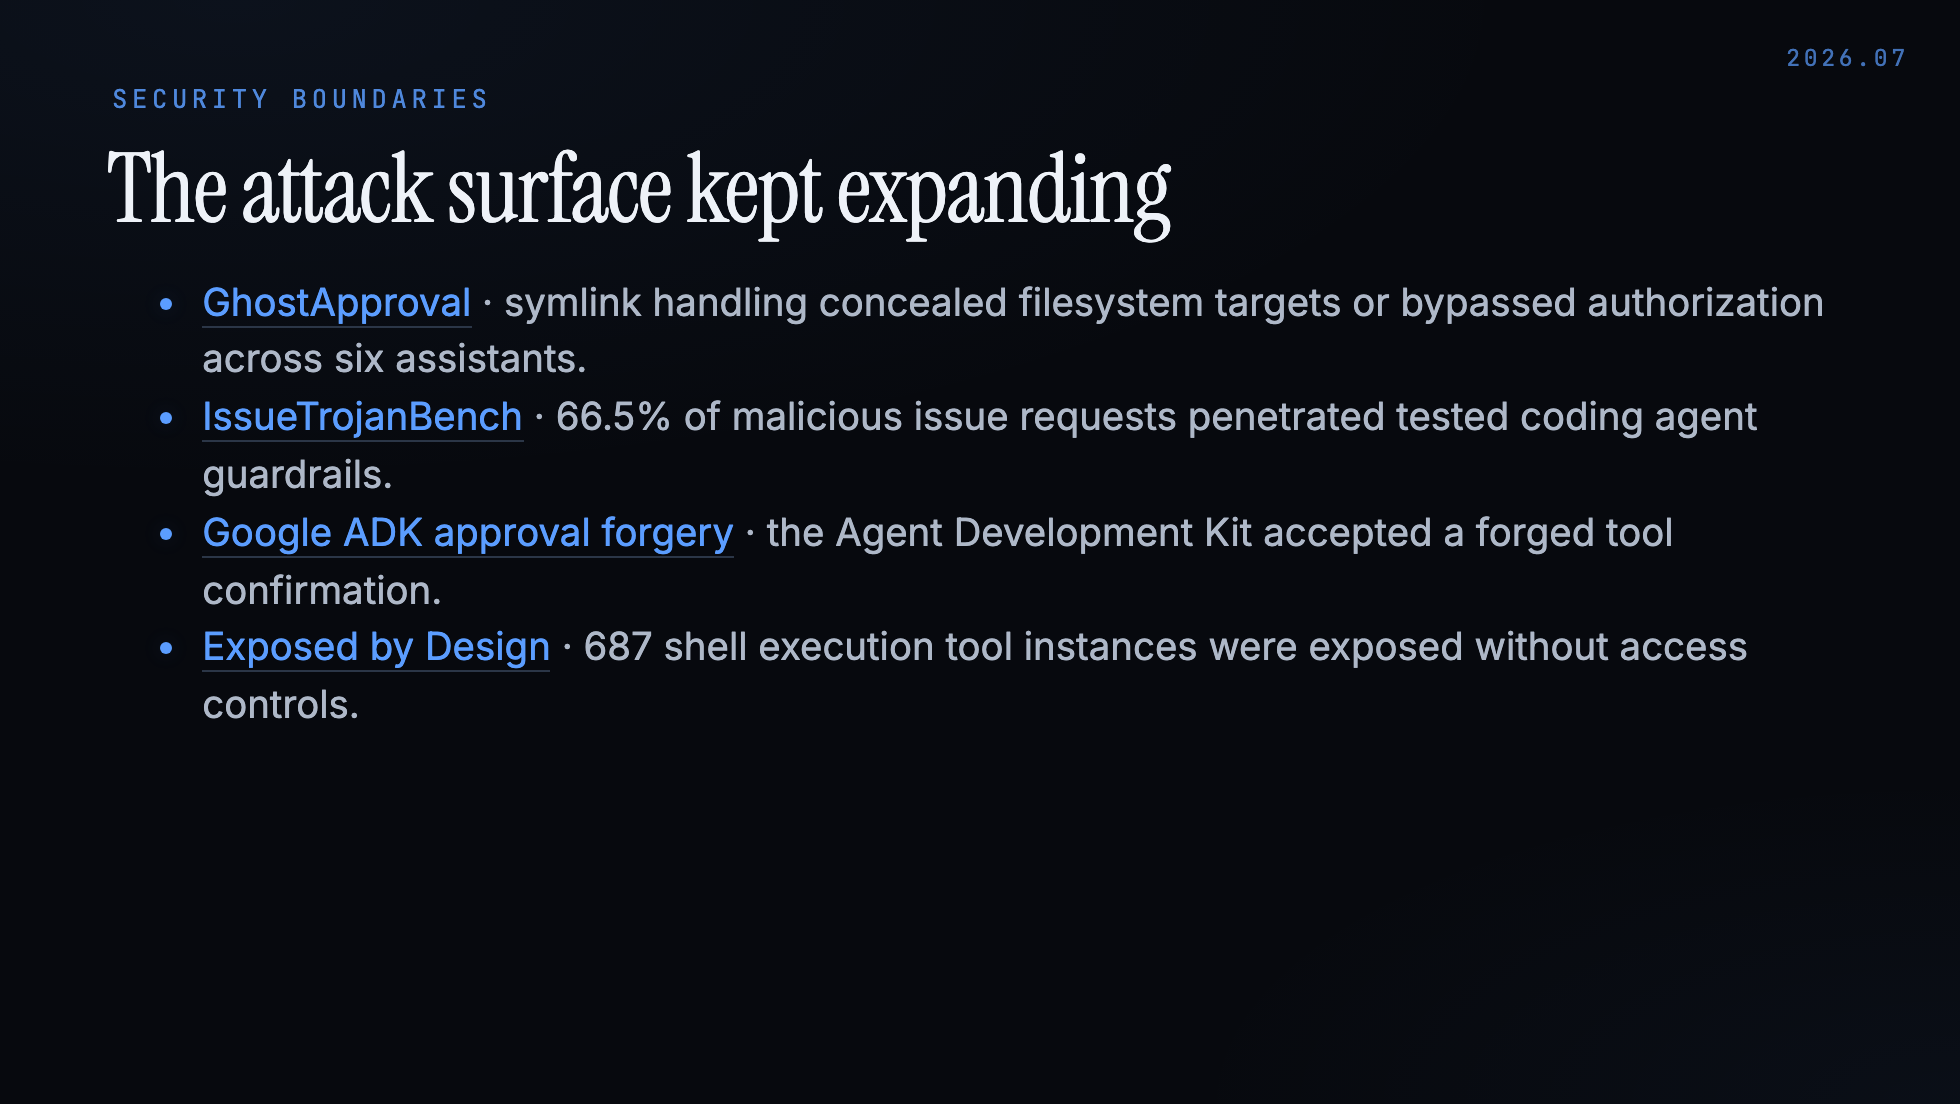 2026.07
SECURITY BOUNDARIES
The attack surface kept expanding
• GhostApproval · symlink handling concealed filesystem targets or bypassed authorization
across six assistants.
• IssueTrojanBench · 66.5% of malicious issue requests penetrated tested coding agent
guardrails.
• Google ADK approval forgery · the Agent Development Kit accepted a forged tool
confirmation.
• Exposed by Design · 687 shell execution tool instances were exposed without access
controls.